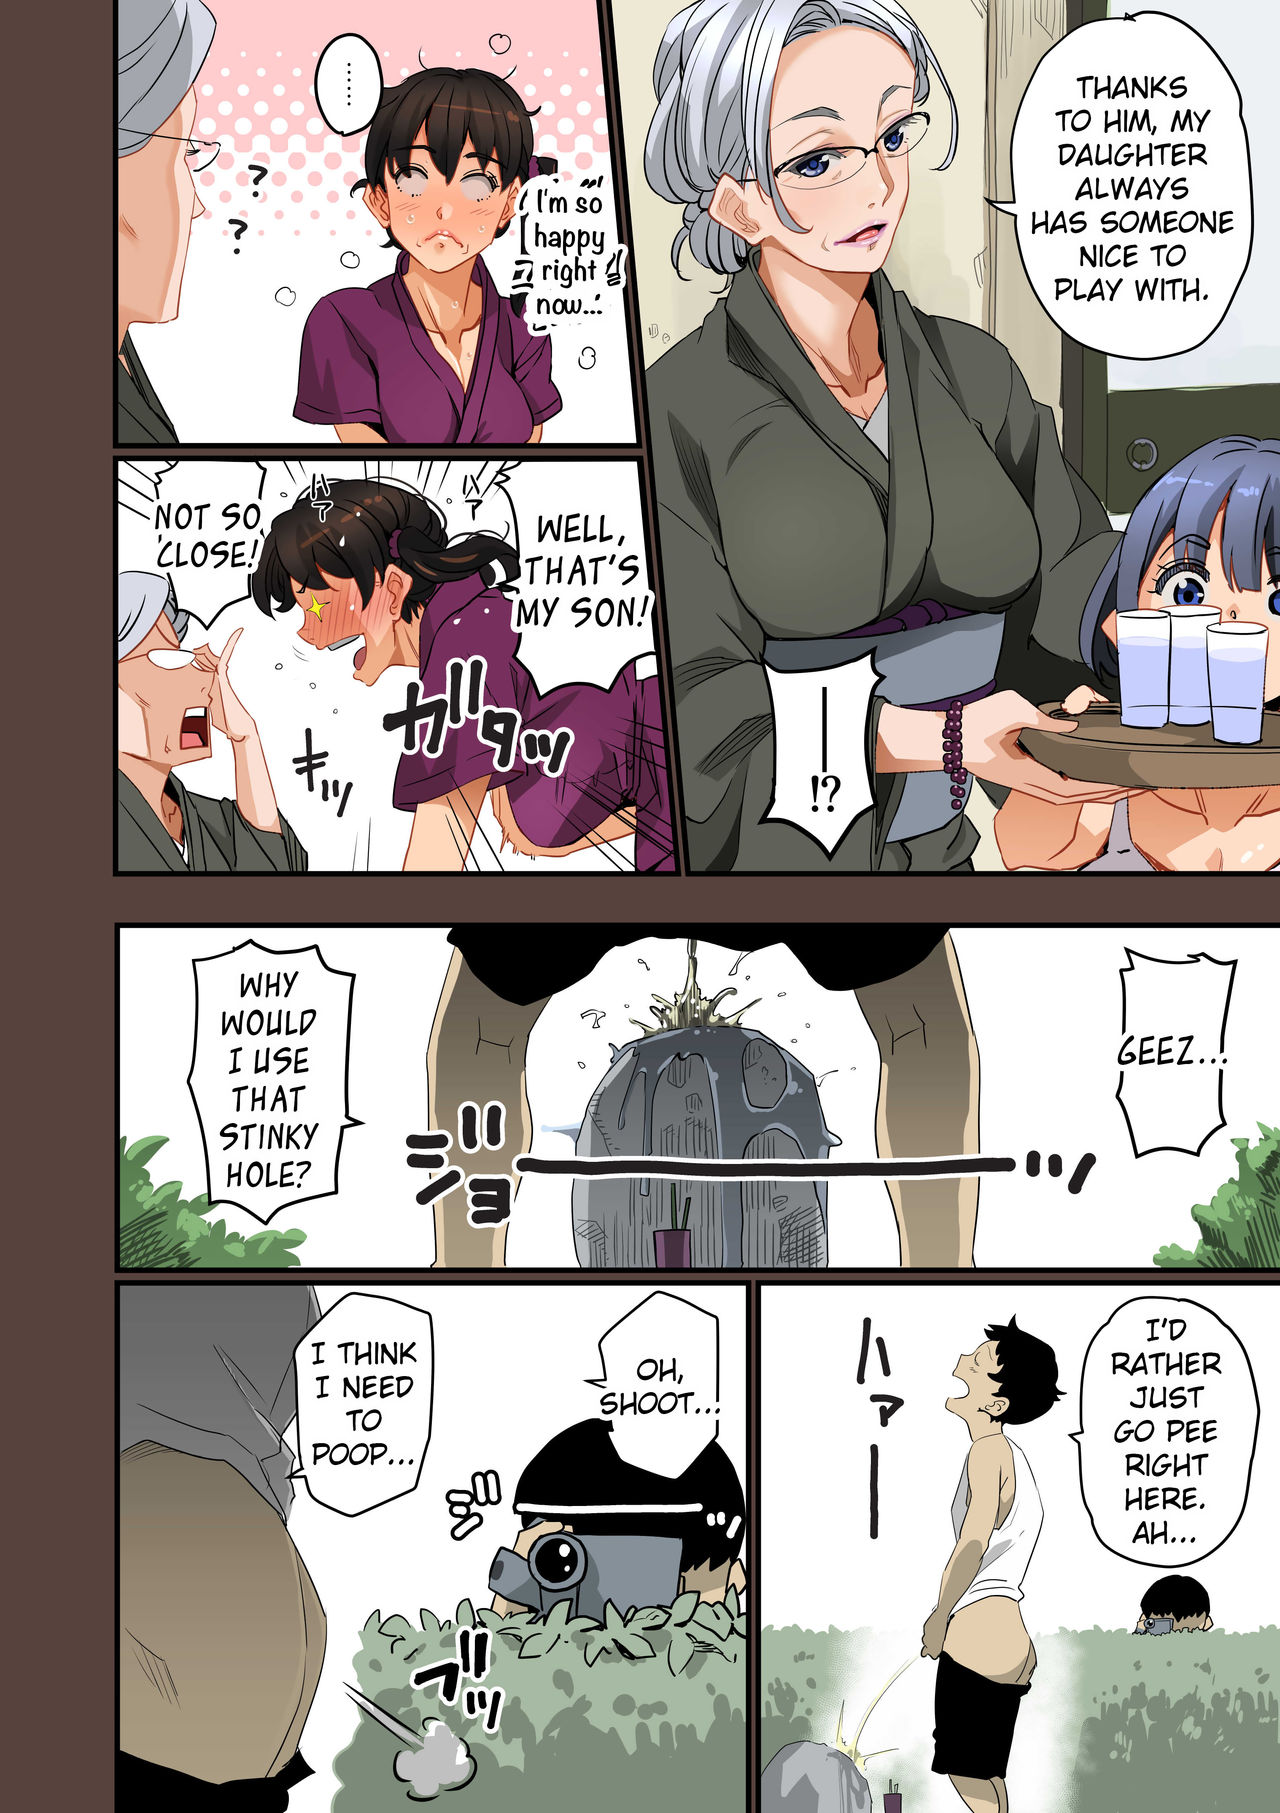 THANKS
TO HIM, MY
DAUGHTER
ALWAYS
HAS SOMEONE
NICE TO
PLAY WITH.
!?
.......
?
?
I'm so
happy
right
now...
WELL,
THAT'S
MY SON!
ハァ
ハァ
NOT SO
CLOSE!
ガタッ
キッ
GEEZ...
WHY
WOULD
I USE
THAT
STINKY
HOLE?
ジョーッ
I'D
RATHER
JUST
GO PEE
RIGHT
HERE.
AH...
ハァー
OH,
SHOOT...
I THINK
I NEED
TO
POOP...
ジーッ
ブッ